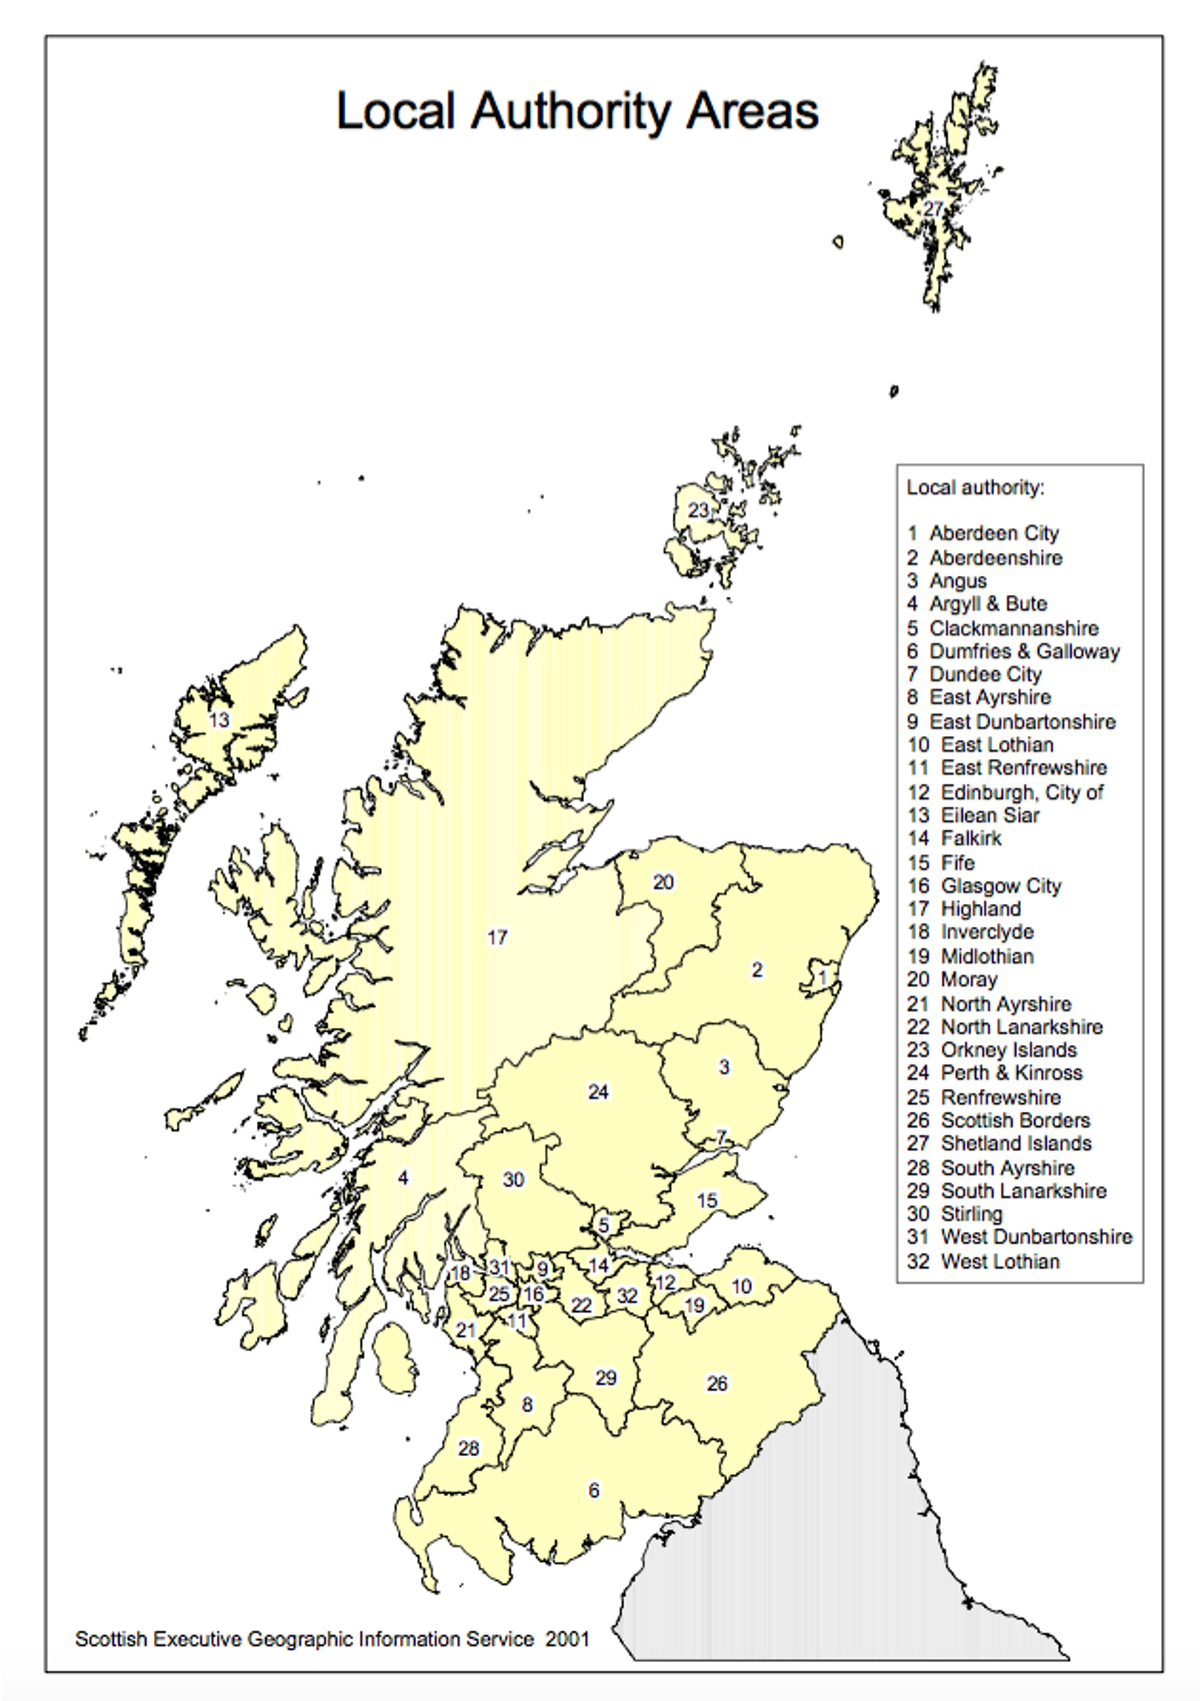 Local Authority Areas
27
23
Local authority:
1 Aberdeen City
2 Aberdeenshire
3 Angus
4 Argyll & Bute
5 Clackmannanshire
6 Dumfries & Galloway
7 Dundee City
8 East Ayrshire
9 East Dunbartonshire
10 East Lothian
11 East Renfrewshire
12 Edinburgh, City of
13 Eilean Siar
14 Falkirk
15 Fife
16 Glasgow City
17 Highland
18 Inverclyde
19 Midlothian
20 Moray
21 North Ayrshire
22 North Lanarkshire
23 Orkney Islands
24 Perth & Kinross
25 Renfrewshire
26 Scottish Borders
27 Shetland Islands
28 South Ayrshire
29 South Lanarkshire
30 Stirling
31 West Dunbartonshire
32 West Lothian
13
20
17
2
1
3
24
7
4
30
15
5
18
31
9
14
12
10
25
16
22
32
19
11
21
29
26
8
28
6
Scottish Executive Geographic Information Service 2001